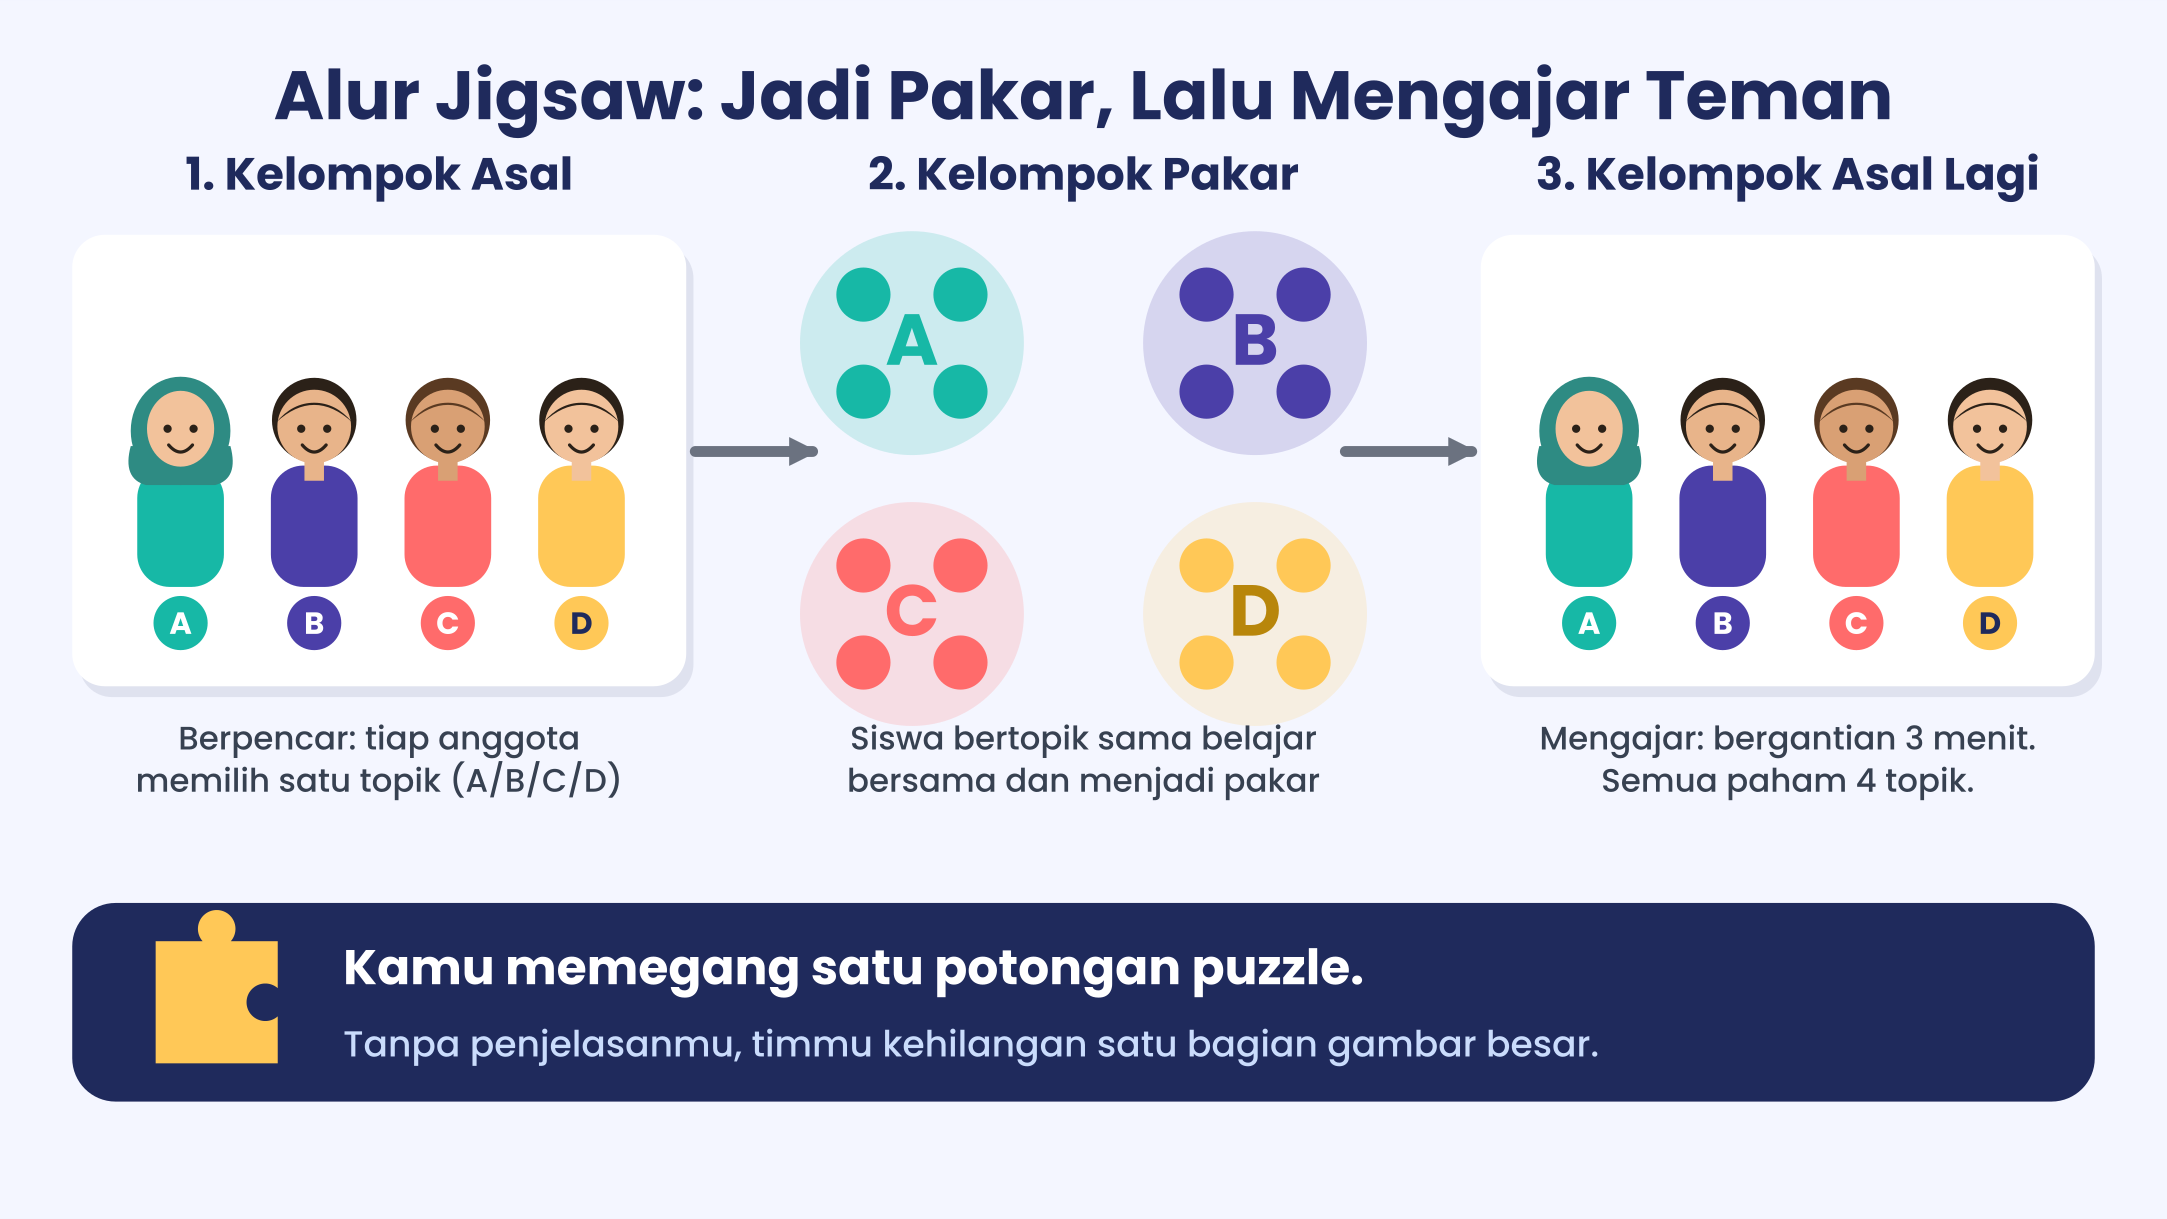 Alur Jigsaw: Jadi Pakar, Lalu Mengajar Teman
1. Kelompok Asal
A
B
C
D
Berpencar: tiap anggota
memilih satu topik (A/B/C/D)
2. Kelompok Pakar
A
B
C
D
Siswa bertopik sama belajar
bersama dan menjadi pakar
3. Kelompok Asal Lagi
A
B
C
D
Mengajar: bergantian 3 menit.
Semua paham 4 topik.
Kamu memegang satu potongan puzzle.
Tanpa penjelasanmu, timmu kehilangan satu bagian gambar besar.